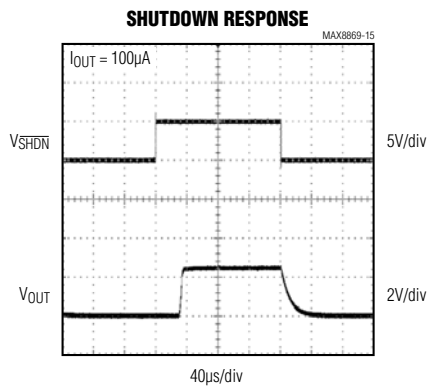 SHUTDOWN RESPONSE
MAX8869-15
IOUT = 100µA
VSHDN
5V/div
VOUT
2V/div
40µs/div